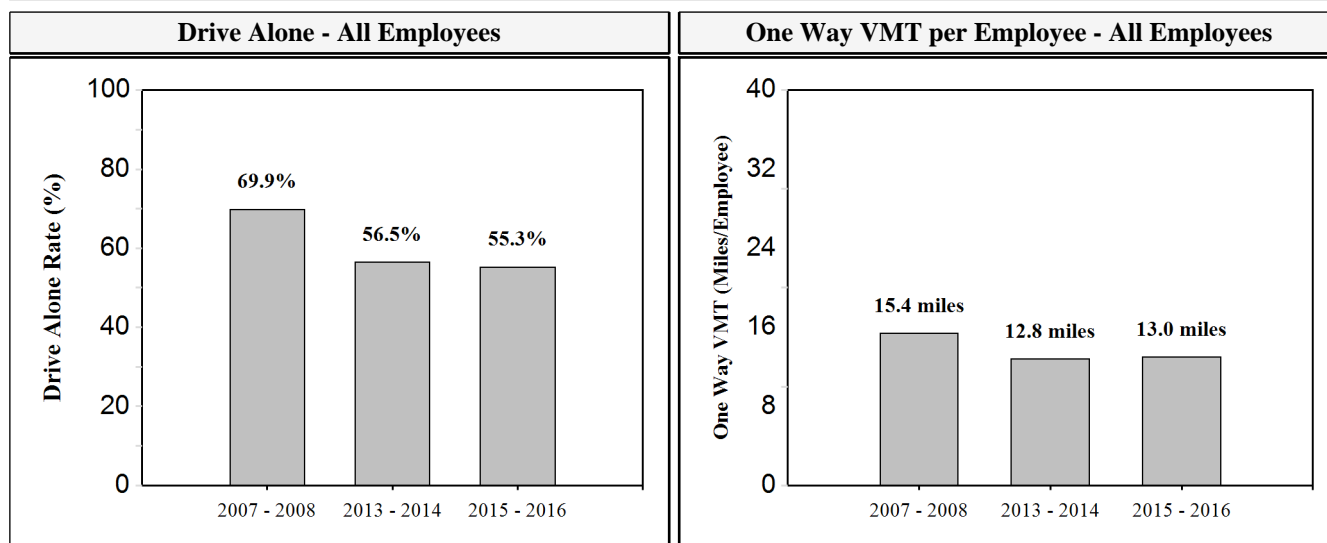 Drive Alone - All Employees
One Way VMT per Employee - All Employees
Drive Alone Rate (%)
100
80
60
40
20
0
69.9%
56.5%
55.3%
2007 - 2008
2013 - 2014
2015 - 2016
One Way VMT (Miles/Employee)
40
32
24
16
8
0
15.4 miles
12.8 miles
13.0 miles
2007 - 2008
2013 - 2014
2015 - 2016